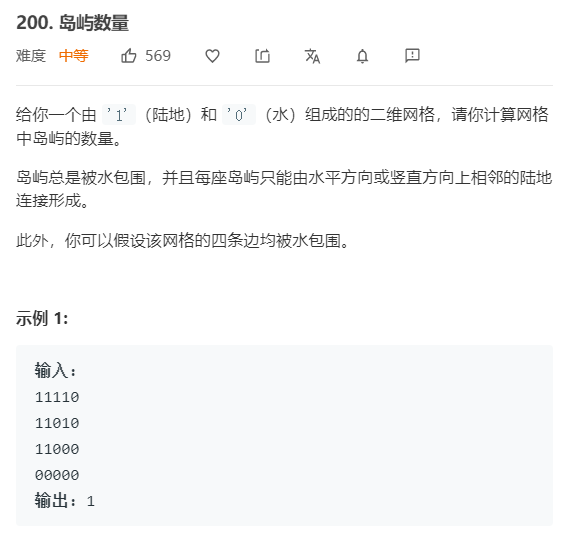 200. 岛屿数量
难度 中等 569
给你一个由 '1'（陆地）和 '0'（水）组成的的二维网格，请你计算网格
中岛屿的数量。
岛屿总是被水包围，并且每座岛屿只能由水平方向或竖直方向上相邻的陆地
连接形成。
此外，你可以假设该网格的四条边均被水包围。
示例 1:
输入:
11110
11010
11000
00000
输出: 1